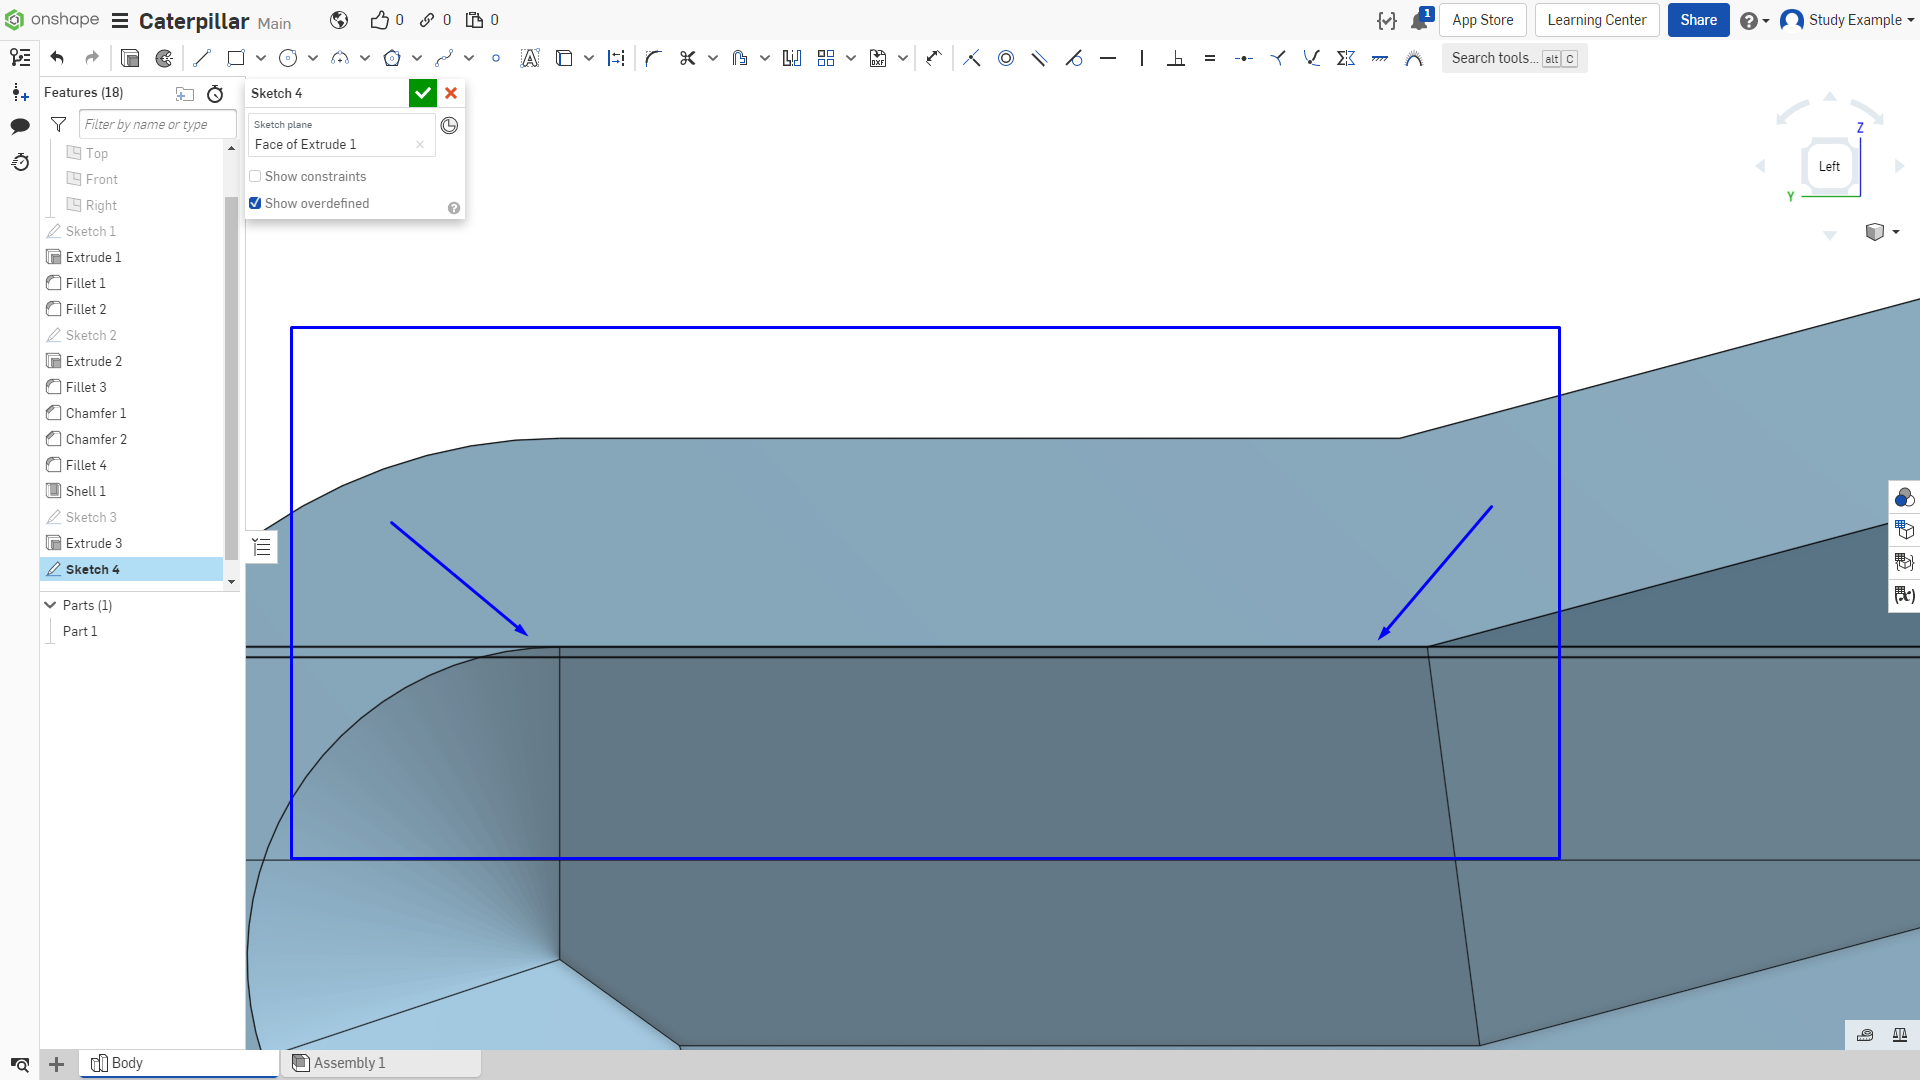 onshape Caterpillar Main 0 0 0 1 App Store Learning Center Share Study Example
Search tools... alt C
Features (18)
Filter by name or type
Top
Front
Right
Sketch 1
Extrude 1
Fillet 1
Fillet 2
Sketch 2
Extrude 2
Fillet 3
Chamfer 1
Chamfer 2
Fillet 4
Shell 1
Sketch 3
Extrude 3
Sketch 4
Parts (1)
Part 1
Sketch 4
Sketch plane
Face of Extrude 1
Show constraints
Show overdefined
Z
Left
Y
Body Assembly 1